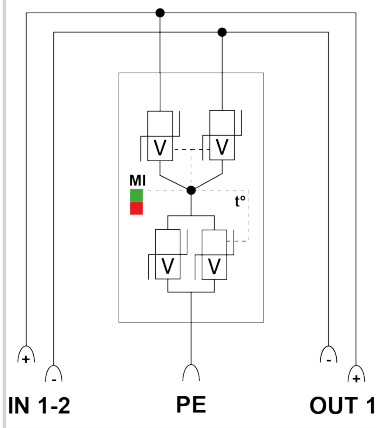 V V
MI
t°
V V
+ -
- +
IN 1-2 PE OUT 1